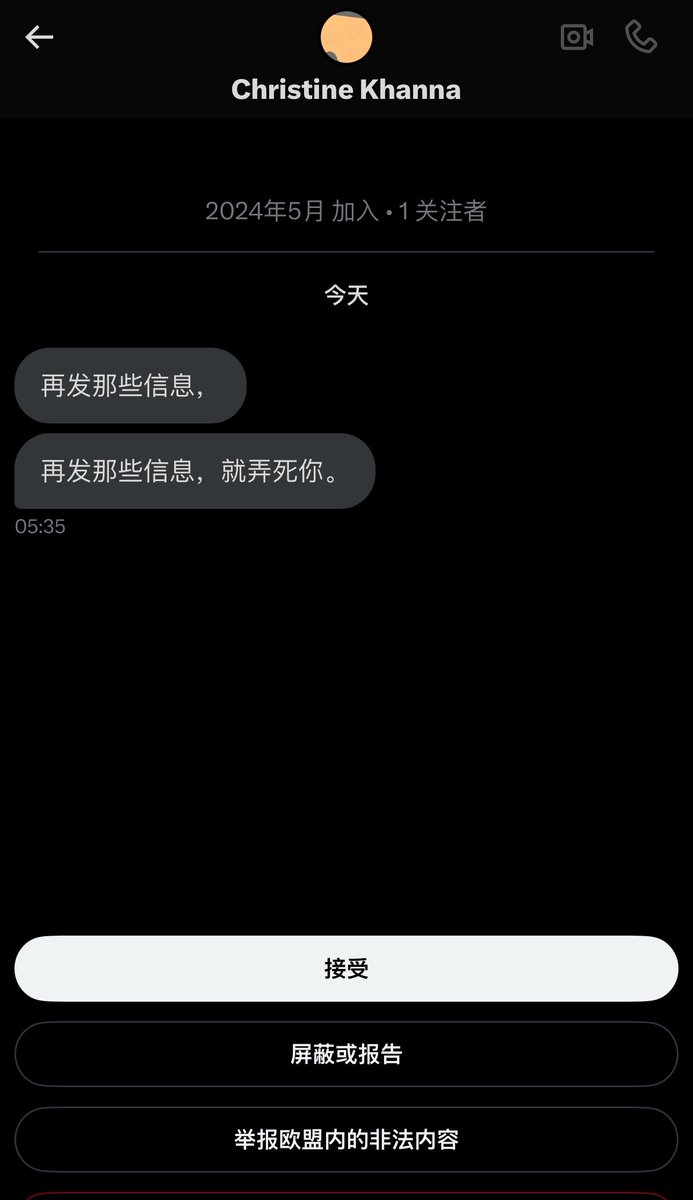 Christine Khanna
2024年5月 加入 • 1 关注者
今天
再发那些信息，
再发那些信息，就弄死你。
05:35
接受
屏蔽或报告
举报欧盟内的非法内容